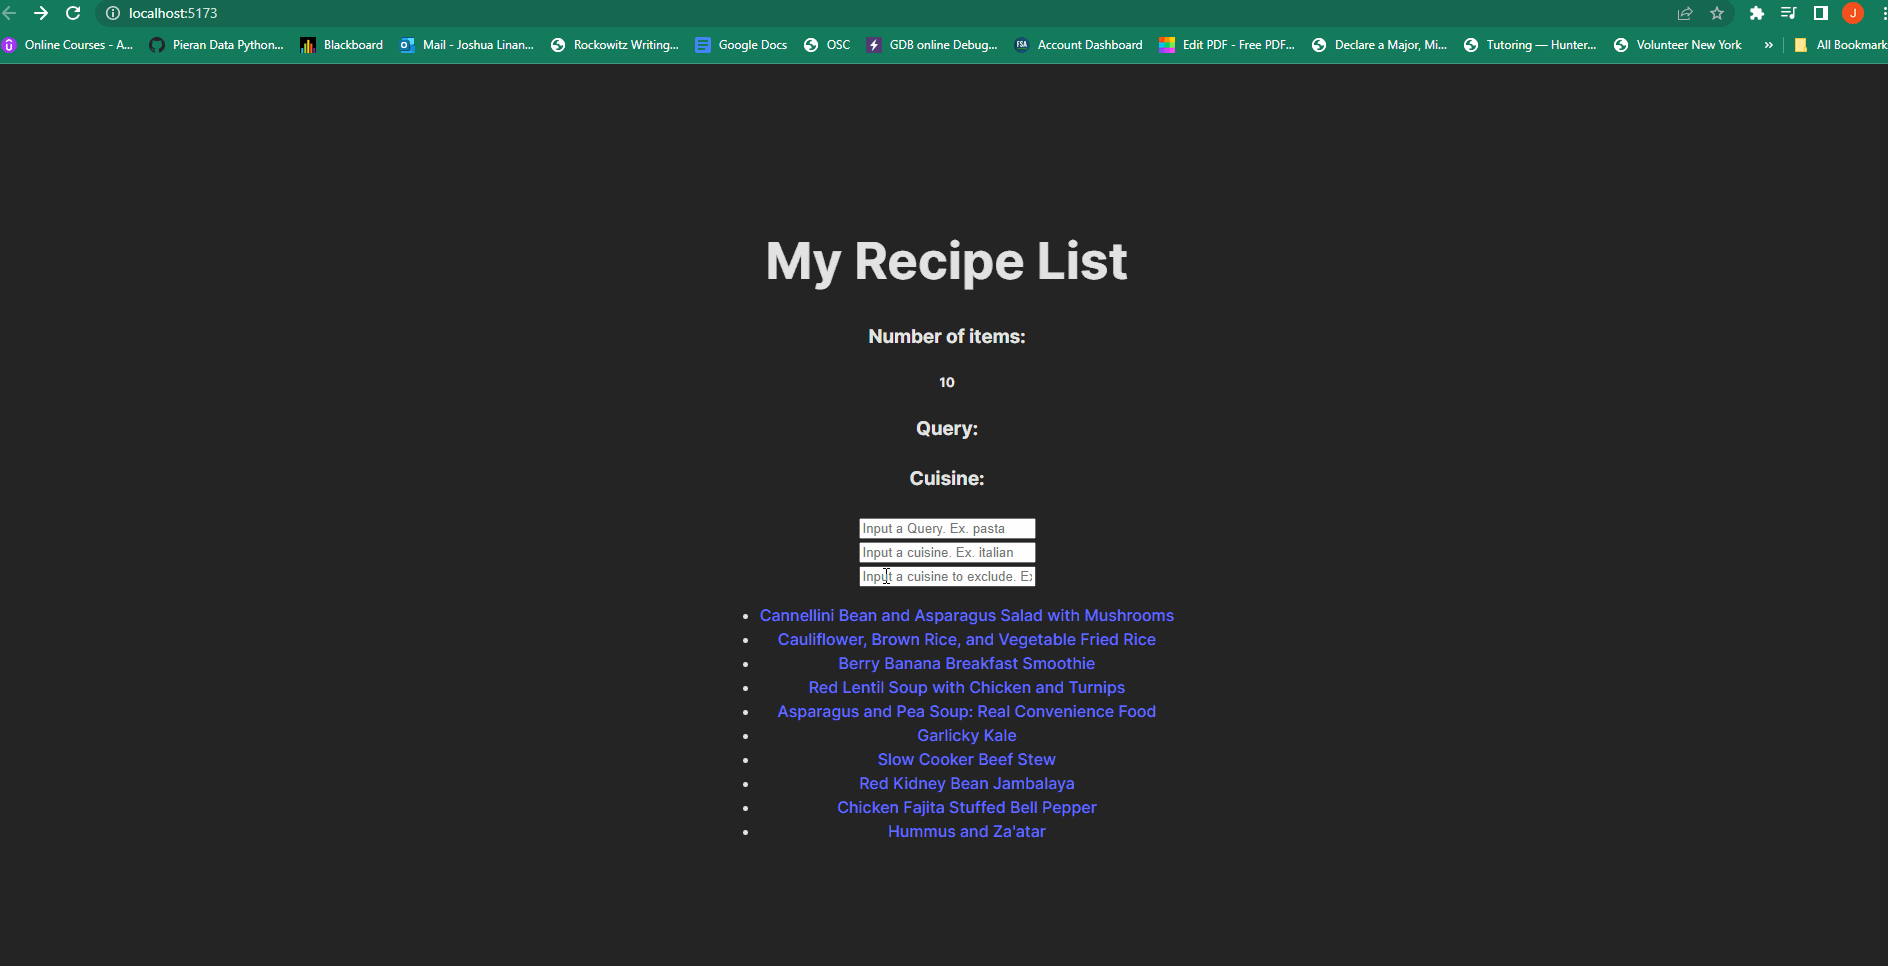 localhost:5173
J
Online Courses - A... Pieran Data Python... Blackboard Mail - Joshua Linan... Rockowitz Writing... Google Docs OSC GDB online Debug... FSA Account Dashboard Edit PDF - Free PDF... Declare a Major, Mi... Tutoring — Hunter... Volunteer New York » All Bookmark
My Recipe List
Number of items:
10
Query:
Cuisine:
Input a Query. Ex. pasta
Input a cuisine. Ex. italian
Input a cuisine to exclude. Ex
• Cannellini Bean and Asparagus Salad with Mushrooms
• Cauliflower, Brown Rice, and Vegetable Fried Rice
• Berry Banana Breakfast Smoothie
• Red Lentil Soup with Chicken and Turnips
• Asparagus and Pea Soup: Real Convenience Food
• Garlicky Kale
• Slow Cooker Beef Stew
• Red Kidney Bean Jambalaya
• Chicken Fajita Stuffed Bell Pepper
• Hummus and Za'atar